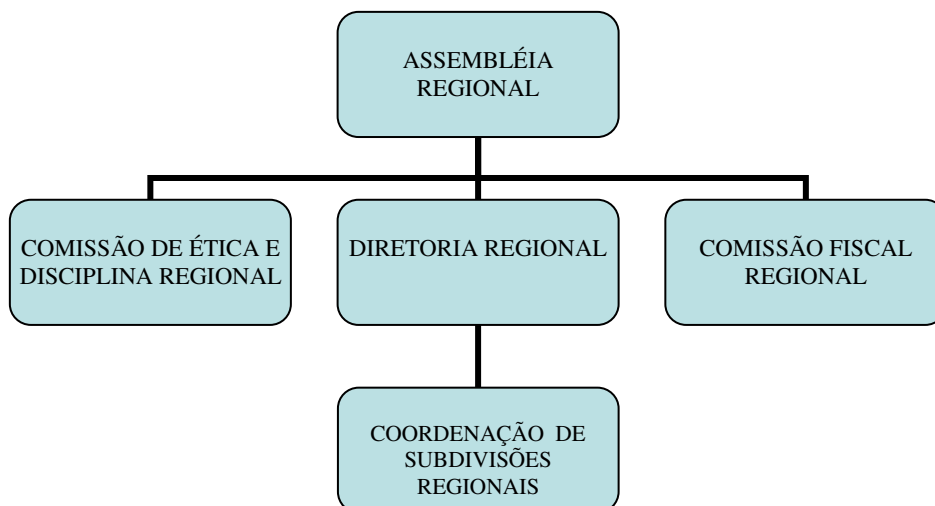 ASSEMBLÉIA
REGIONAL
COMISSÃO DE ÉTICA E
DISCIPLINA REGIONAL
DIRETORIA REGIONAL
COMISSÃO FISCAL
REGIONAL
COORDENAÇÃO DE
SUBDIVISÕES
REGIONAIS